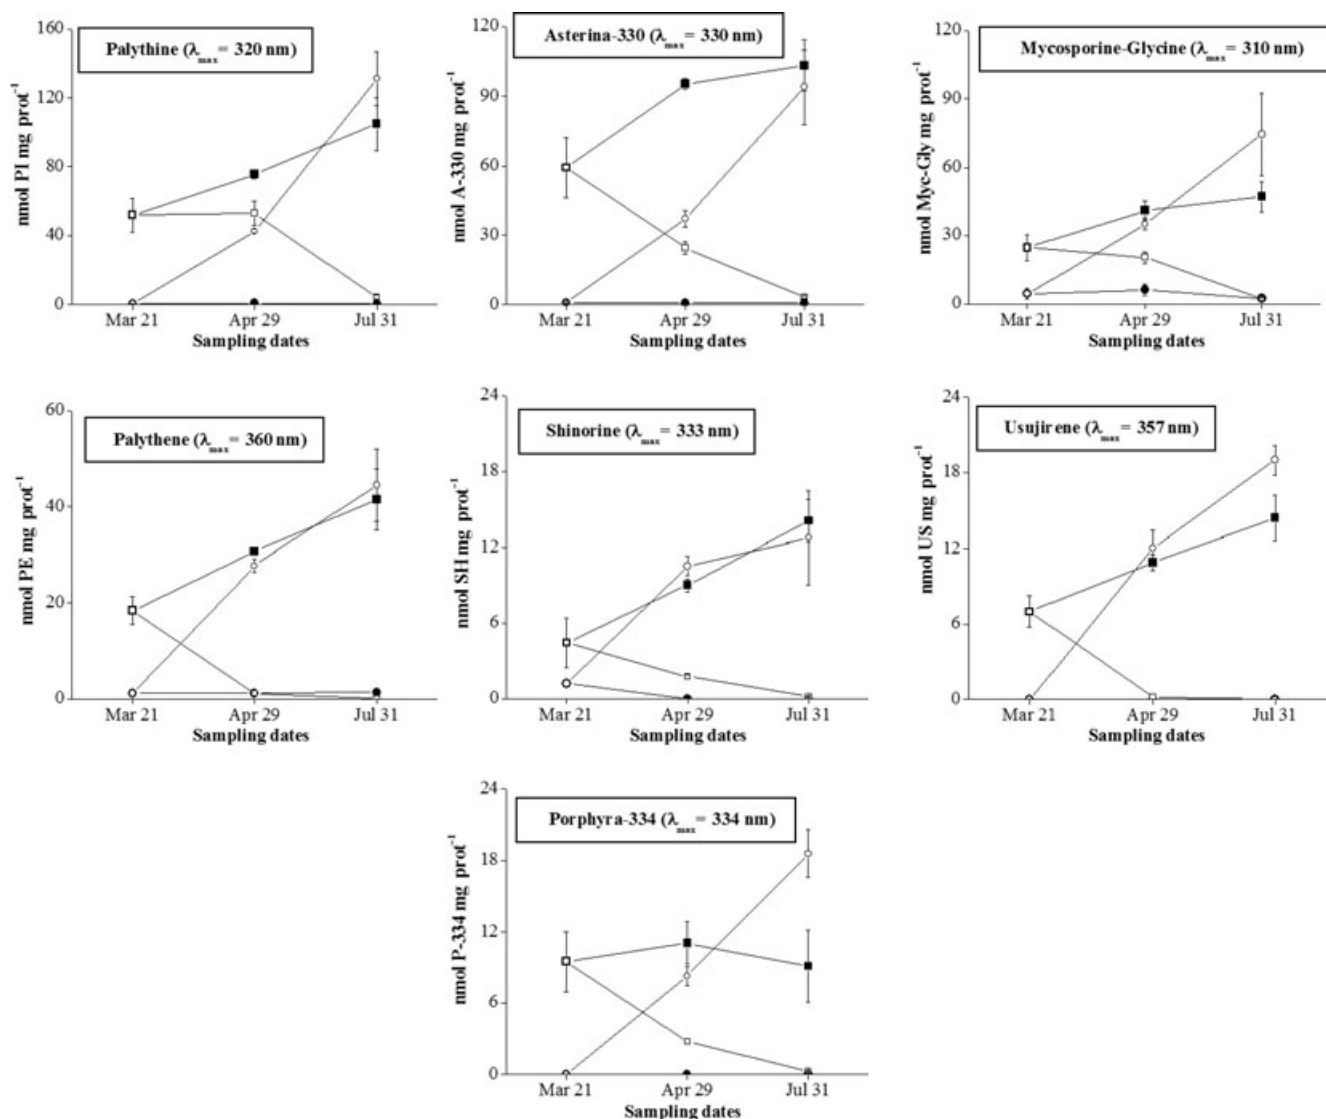 Palythine (λmax = 320 nm)
nmol PI mg prot-1
160
120
80
40
0
Mar 21 Apr 29 Jul 31
Sampling dates
Asterina-330 (λmax = 330 nm)
nmol A-330 mg prot-1
120
90
60
30
0
Mar 21 Apr 29 Jul 31
Sampling dates
Mycosporine-Glycine (λmax = 310 nm)
nmol Myc-Gly mg prot-1
120
90
60
30
0
Mar 21 Apr 29 Jul 31
Sampling dates
Palythene (λmax = 360 nm)
nmol PE mg prot-1
60
40
20
0
Mar 21 Apr 29 Jul 31
Sampling dates
Shinorine (λmax = 333 nm)
nmol SH mg prot-1
24
18
12
6
0
Mar 21 Apr 29 Jul 31
Sampling dates
Usujirene (λmax = 357 nm)
nmol US mg prot-1
24
18
12
6
0
Mar 21 Apr 29 Jul 31
Sampling dates
Porphyra-334 (λmax = 334 nm)
nmol P-334 mg prot-1
24
18
12
6
0
Mar 21 Apr 29 Jul 31
Sampling dates